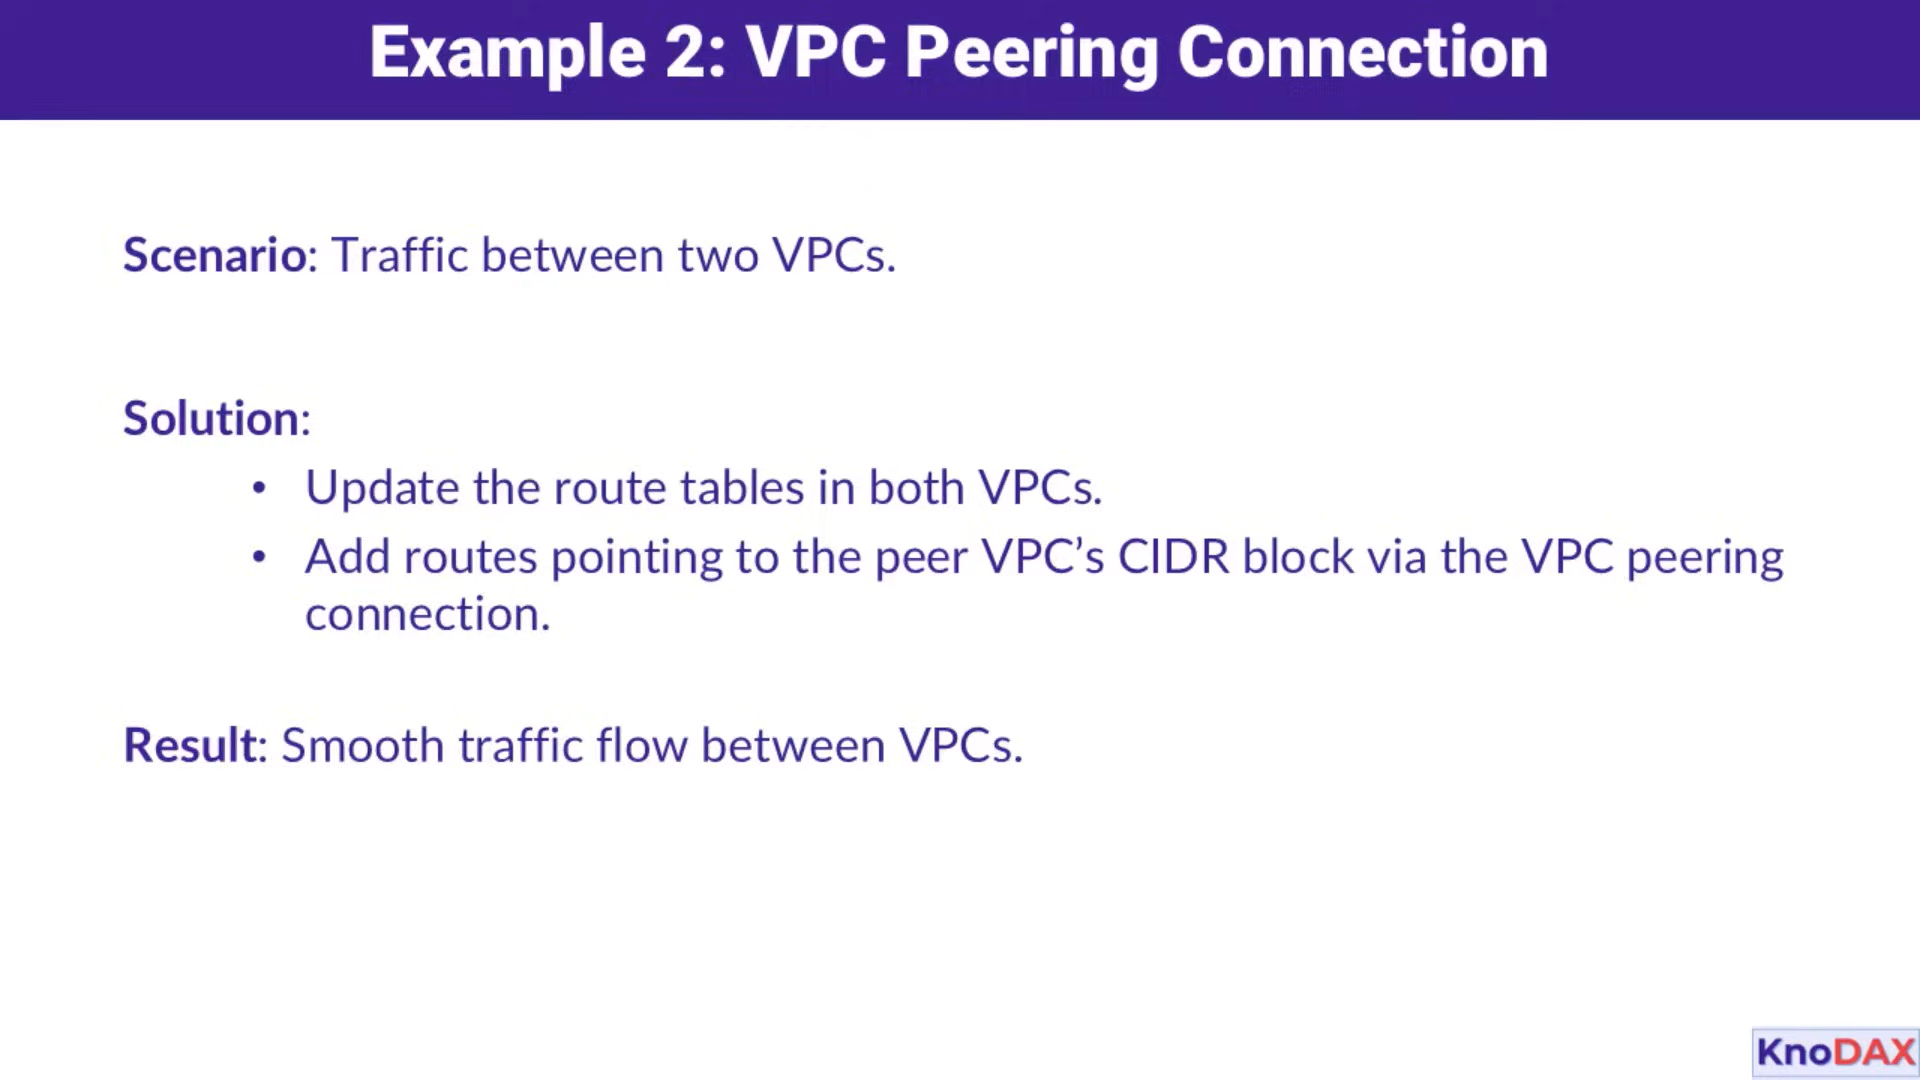 Example 2: VPC Peering Connection
Scenario: Traffic between two VPCs.
Solution:
• Update the route tables in both VPCs.
• Add routes pointing to the peer VPC’s CIDR block via the VPC peering
connection.
Result: Smooth traffic flow between VPCs.
KnoDAX